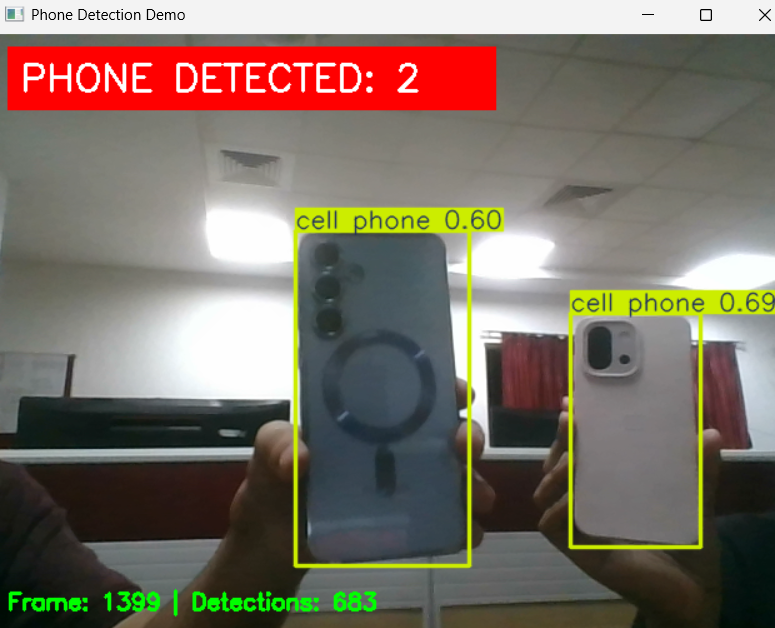 Phone Detection Demo
PHONE DETECTED: 2
cell phone 0.60
cell phone 0.69
Frame: 1399 | Detections: 683